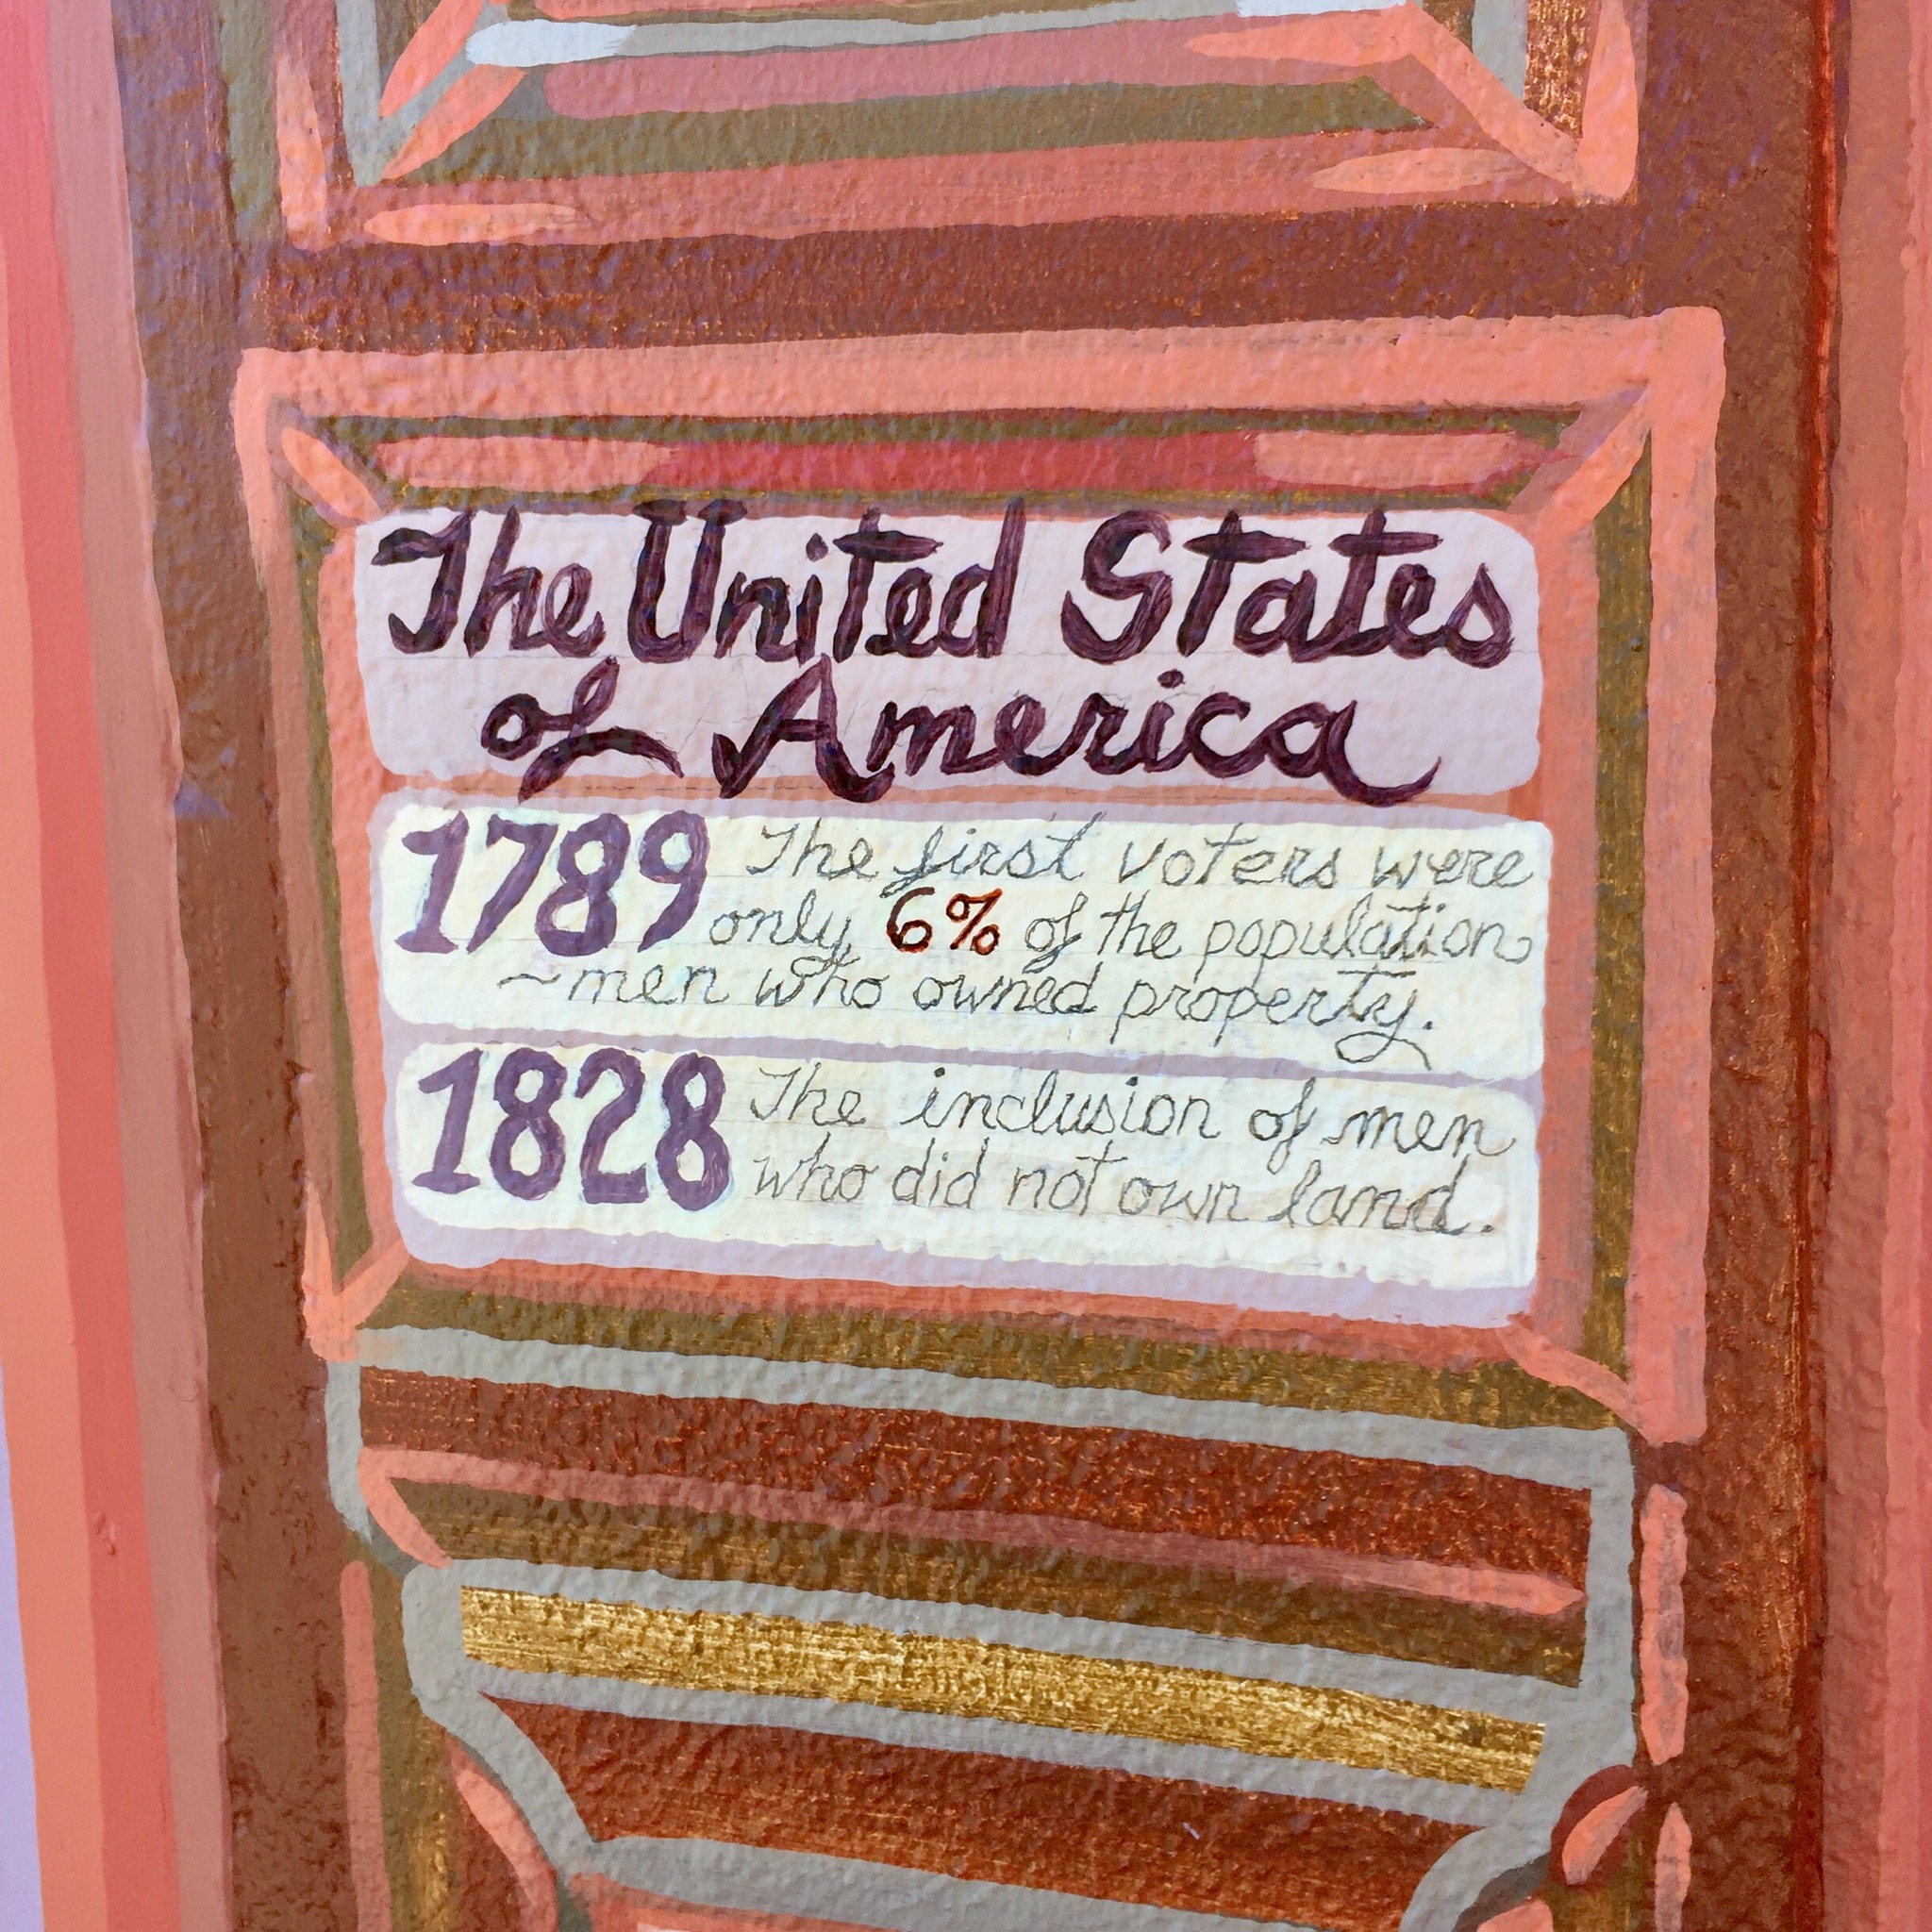 The United States
of America
1789 The first voters were
only 6% of the population
~men who owned property.
1828 The inclusion of men
who did not own land.